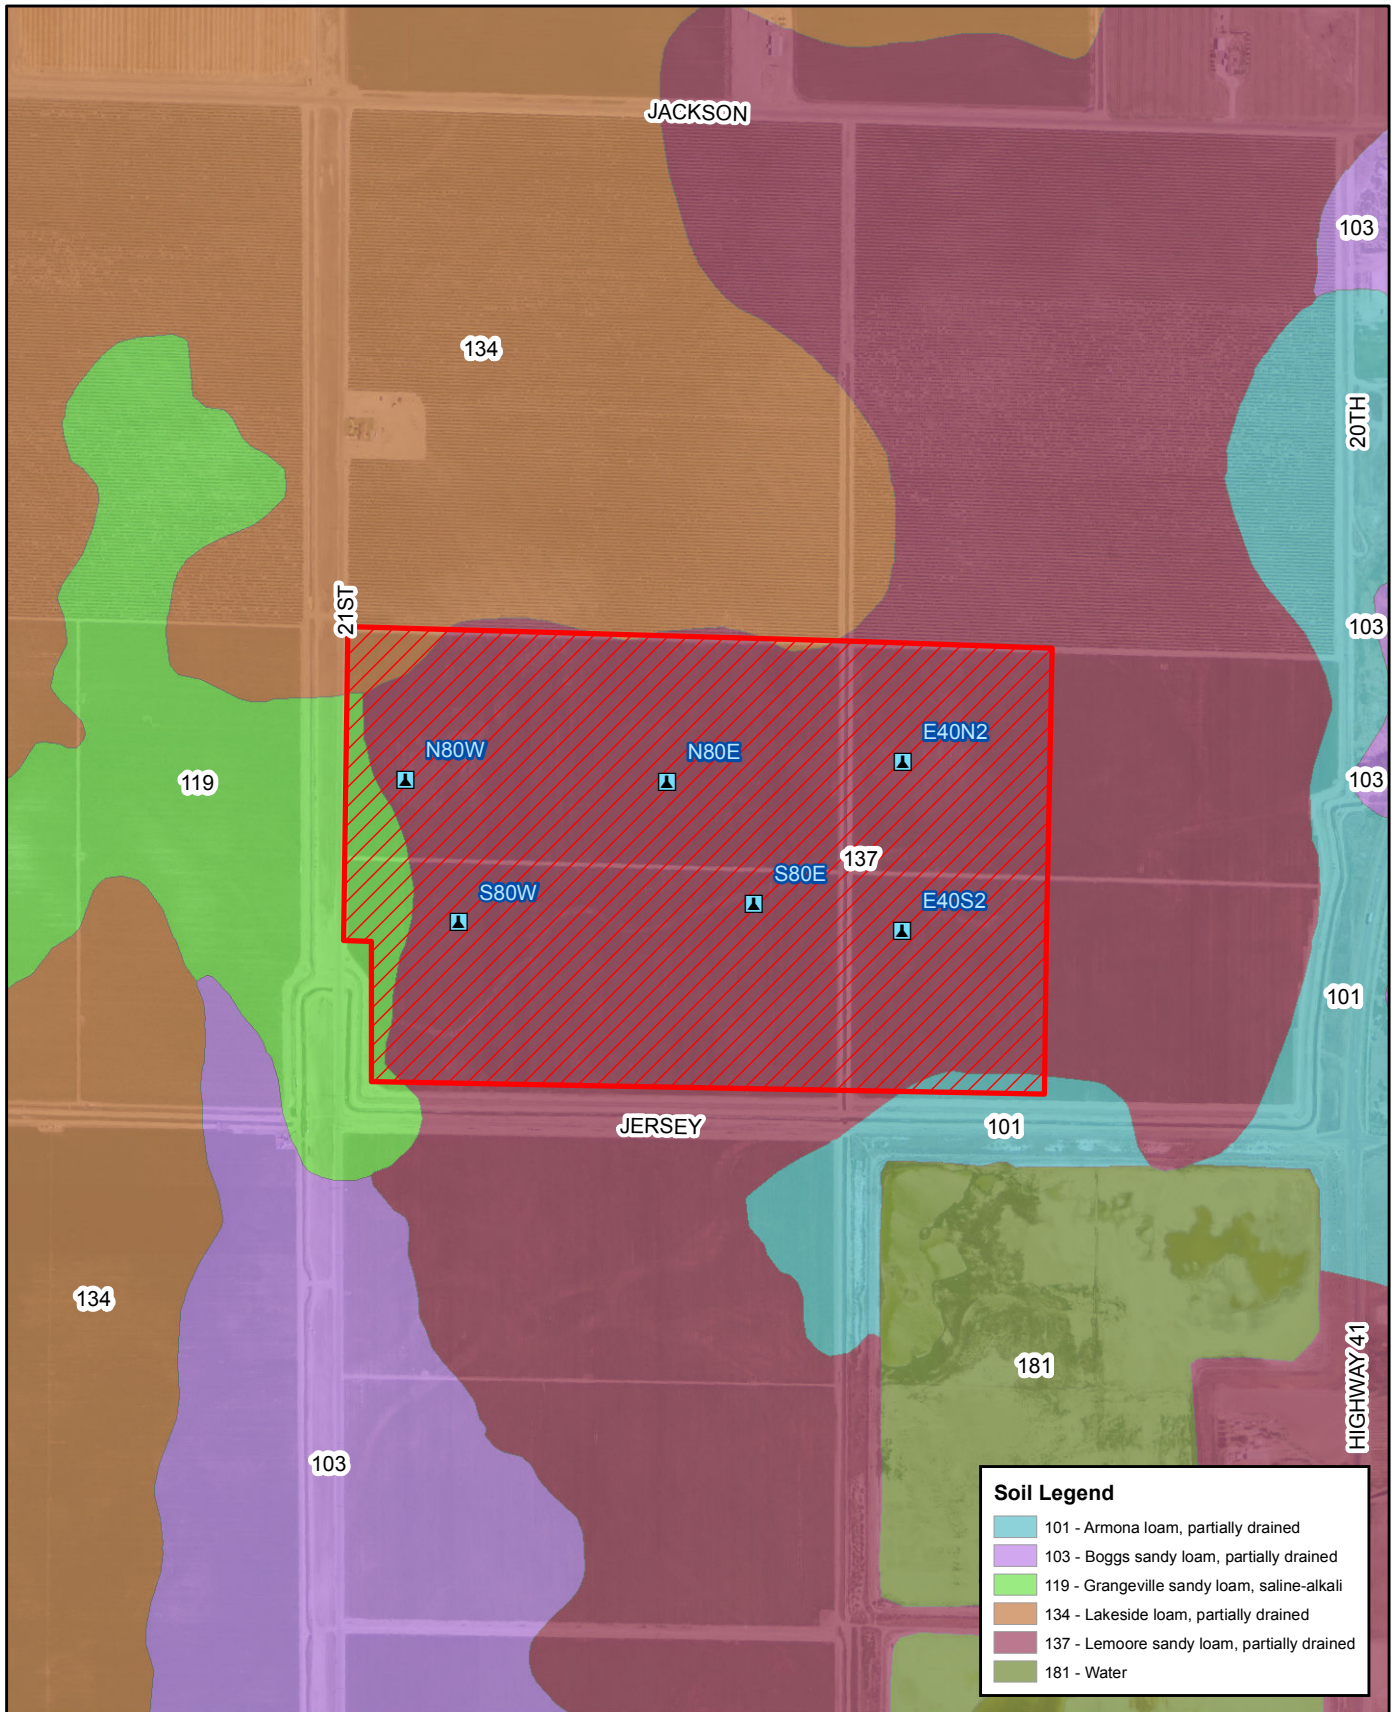 JACKSON
103
134
20TH
21ST
103
E40N2
N80W
N80E
103
119
137
S80E
S80W
E40S2
101
JERSEY
101
134
181
HIGHWAY 41
103
Soil Legend
101 - Armona loam, partially drained
103 - Boggs sandy loam, partially drained
119 - Grangeville sandy loam, saline-alkali
134 - Lakeside loam, partially drained
137 - Lemoore sandy loam, partially drained
181 - Water